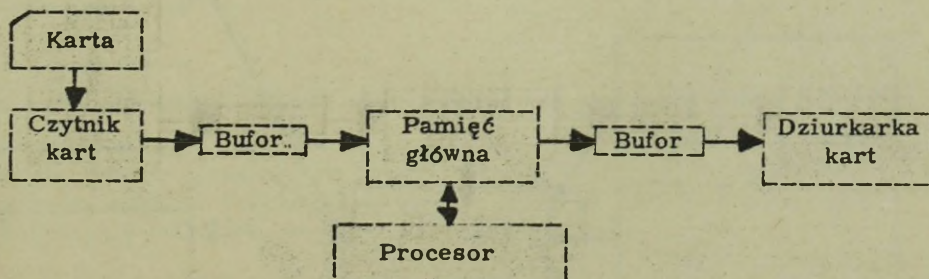 Karta
Czytnik
kart
Bufor..
Pamięć
główna
Bufor
Dziurkarka
kart
Procesor